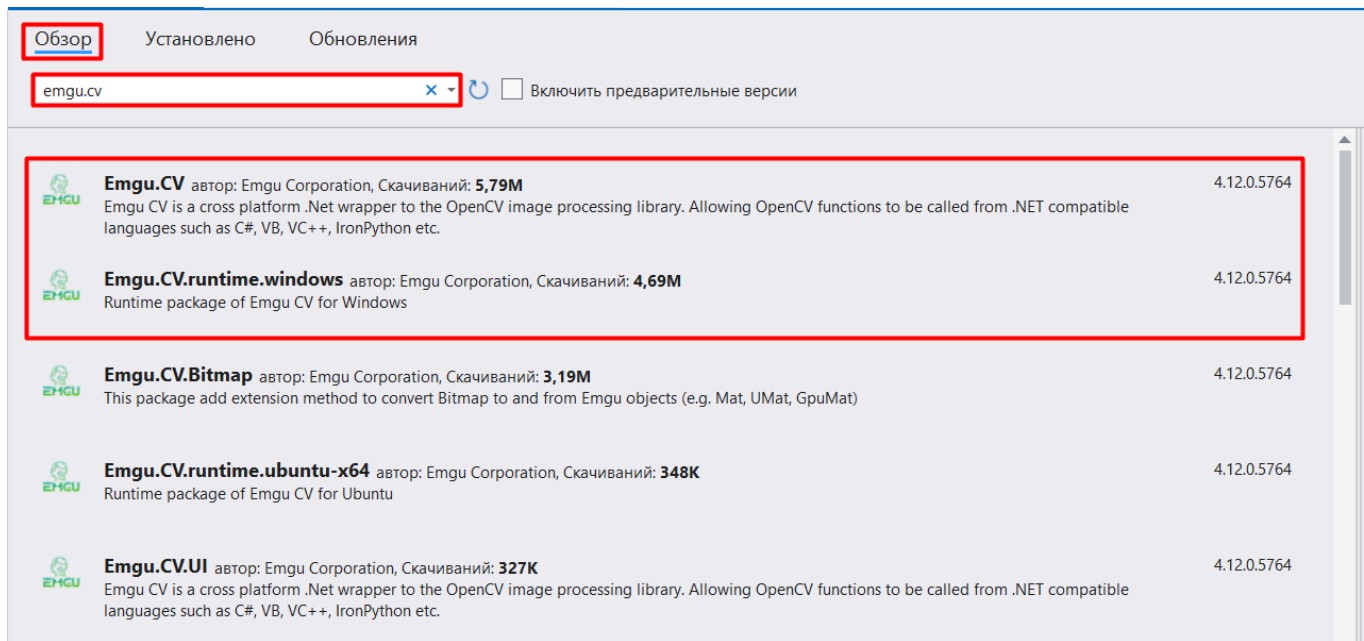 Обзор Установлено Обновления
emgu.cv Включить предварительные версии
Emgu.CV автор: Emgu Corporation, Скачиваний: 5,79M 4.12.0.5764
EMGU
Emgu CV is a cross platform .Net wrapper to the OpenCV image processing library. Allowing OpenCV functions to be called from .NET compatible
languages such as C#, VB, VC++, IronPython etc.
Emgu.CV.runtime.windows автор: Emgu Corporation, Скачиваний: 4,69M 4.12.0.5764
EMGU
Runtime package of Emgu CV for Windows
Emgu.CV.Bitmap автор: Emgu Corporation, Скачиваний: 3,19M 4.12.0.5764
EMGU
This package add extension method to convert Bitmap to and from Emgu objects (e.g. Mat, UMat, GpuMat)
Emgu.CV.runtime.ubuntu-x64 автор: Emgu Corporation, Скачиваний: 348K 4.12.0.5764
EMGU
Runtime package of Emgu CV for Ubuntu
Emgu.CV.UI автор: Emgu Corporation, Скачиваний: 327K 4.12.0.5764
EMGU
Emgu CV is a cross platform .Net wrapper to the OpenCV image processing library. Allowing OpenCV functions to be called from .NET compatible
languages such as C#, VB, VC++, IronPython etc.